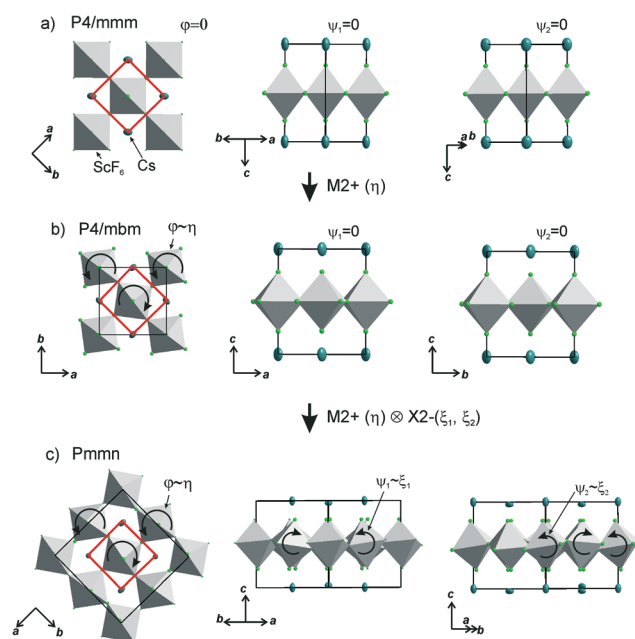 a) P4/mmm φ=0 ψ₁=0 ψ₂=0
a
b
ScF₆ Cs
b a
c
a b
c
M2+ (η)
b) P4/mbm φ~η ψ₁=0 ψ₂=0
b
a
c
a
c
b
M2+ (η) ⊗ X2-(ξ₁, ξ₂)
c) Pmmn φ~η ψ₁~ξ₁ ψ₂~ξ₂
a b
c
b a
c
a b